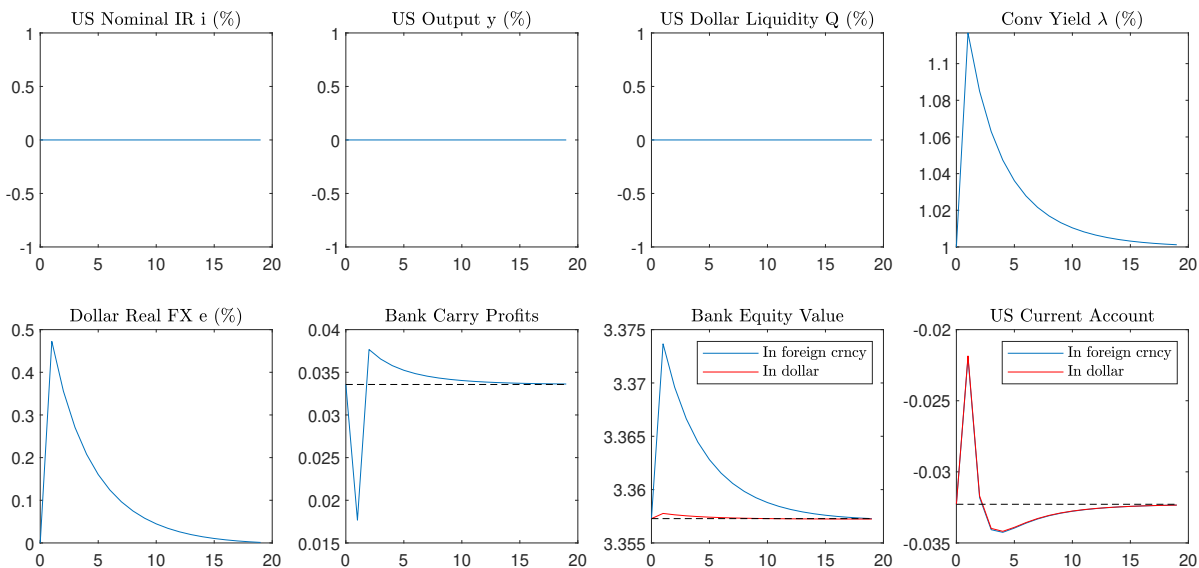 US Nominal IR i (%)
1
0.5
0
-0.5
-1
0 5 10 15 20
US Output y (%)
1
0.5
0
-0.5
-1
0 5 10 15 20
US Dollar Liquidity Q (%)
1
0.5
0
-0.5
-1
0 5 10 15 20
Conv Yield λ (%)
1.1
1.08
1.06
1.04
1.02
1
0 5 10 15 20
Dollar Real FX e (%)
0.5
0.4
0.3
0.2
0.1
0
0 5 10 15 20
Bank Carry Profits
0.04
0.035
0.03
0.025
0.02
0.015
0 5 10 15 20
Bank Equity Value
3.375
In foreign crncy
In dollar
3.37
3.365
3.36
3.355
0 5 10 15 20
US Current Account
-0.02
In foreign crncy
In dollar
-0.025
-0.03
-0.035
0 5 10 15 20